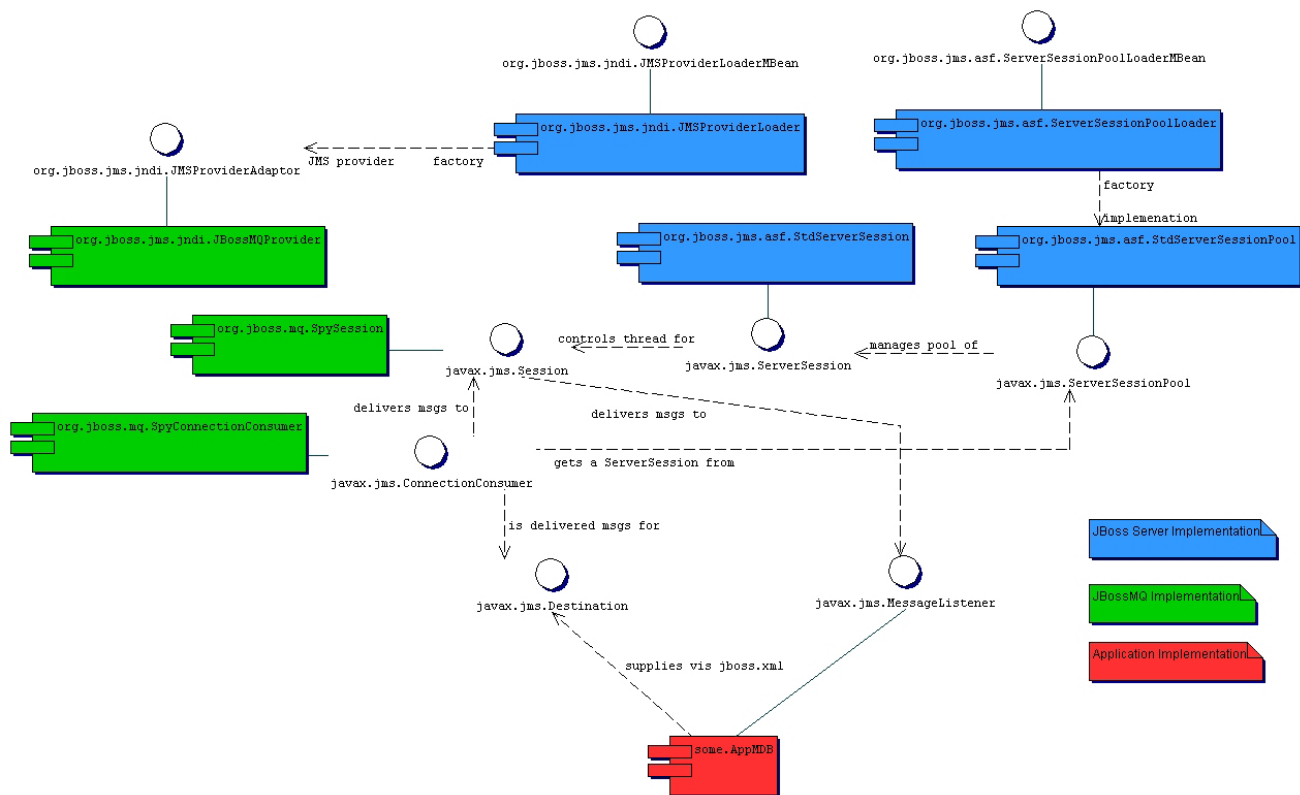 org.jboss.jms.jndi.JMSProviderLoaderMBean
org.jboss.jms.asf.ServerSessionPoolLoaderMBean
org.jboss.jms.jndi.JMSProviderLoader
org.jboss.jms.asf.ServerSessionPoolLoader
JMS provider factory
org.jboss.jms.jndi.JMSProviderAdaptor
factory
implemenation
org.jboss.jms.jndi.JBossMQProvider
org.jboss.jms.asf.StdServerSession
org.jboss.jms.asf.StdServerSessionPool
org.jboss.mq.SpySession
controls thread for
manages pool of
javax.jms.Session
javax.jms.ServerSession
javax.jms.ServerSessionPool
delivers msgs to
delivers msgs to
org.jboss.mq.SpyConnectionConsumer
gets a ServerSession from
javax.jms.ConnectionConsumer
is delivered msgs for
JBoss Server Implementation
javax.jms.Destination
javax.jms.MessageListener
JBossMQ Implementation
supplies vis jboss.xml
Application Implementation
some.AppMDB